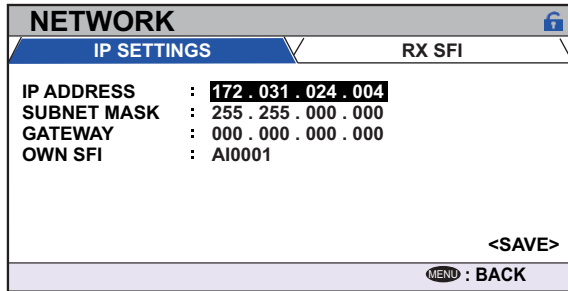 NETWORK
IP SETTINGS RX SFI
IP ADDRESS : 172 . 031 . 024 . 004
SUBNET MASK : 255 . 255 . 000 . 000
GATEWAY : 000 . 000 . 000 . 000
OWN SFI : AI0001
<SAVE>
MENU : BACK